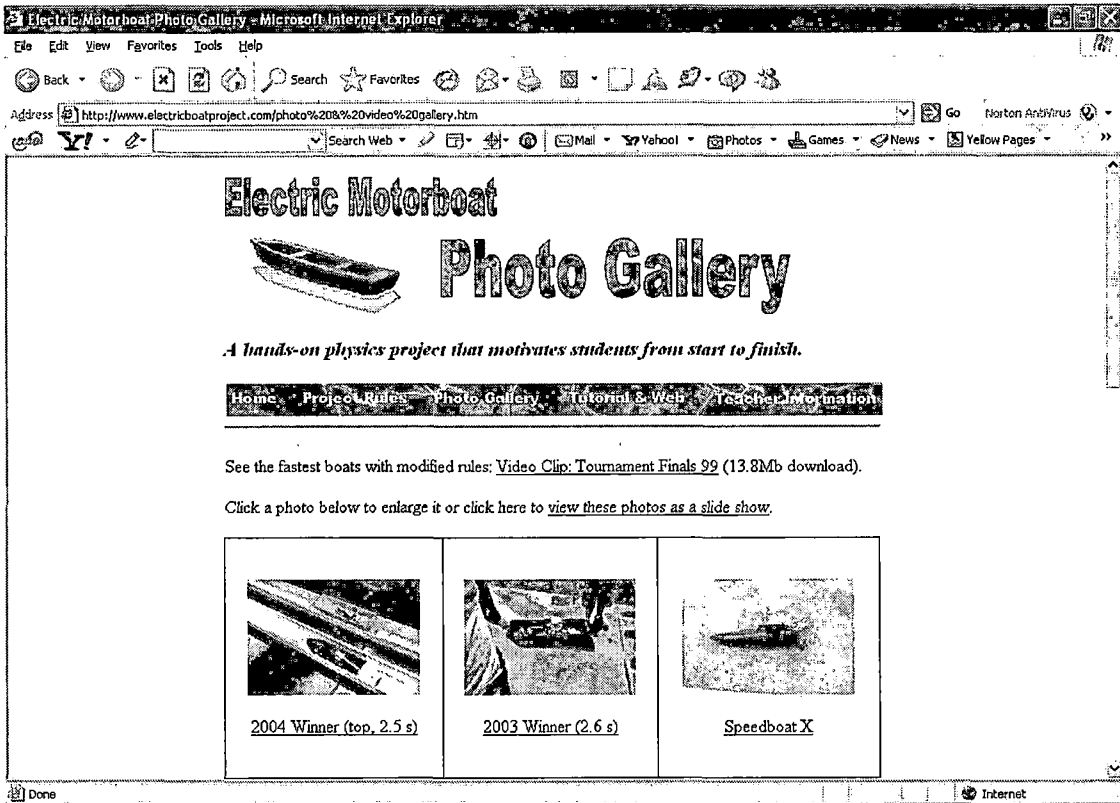 Electric Motorboat Photo Gallery - Microsoft Internet Explorer
File Edit View Favorites Tools Help
Back Search Favorites
Address http://www.electricboatproject.com/photo%20&%20video%20gallery.htm Go Norton AntiVirus
Y! Search Web Mail Yahoo! Photos Games News Yellow Pages »
Electric Motorboat
Photo Gallery
A hands-on physics project that motivates students from start to finish.
Home Project Rules Photo Gallery Tutorial & Web Teacher Information
See the fastest boats with modified rules: Video Clip: Tournament Finals 99 (13.8Mb download).
Click a photo below to enlarge it or click here to view these photos as a slide show.
2004 Winner (top, 2.5 s) 2003 Winner (2.6 s) Speedboat X
Done Internet